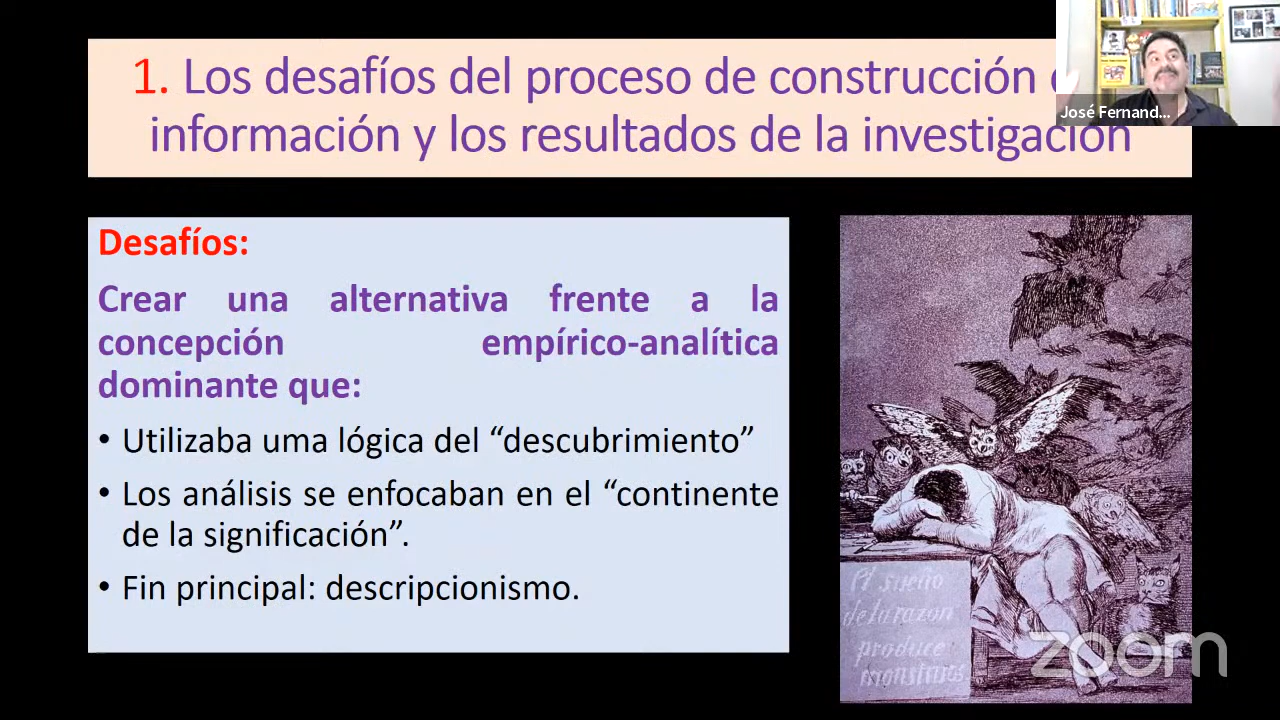 1. Los desafíos del proceso de construcción
información y los resultados de la investigación
José Fernand...
Desafíos:
Crear una alternativa frente a la
concepción empírico-analítica
dominante que:
• Utilizaba uma lógica del “descubrimiento”
• Los análisis se enfocaban en el “continente
de la significación”.
• Fin principal: descripcionismo.
El sueño
de la razon
produce
monstruos
zoom